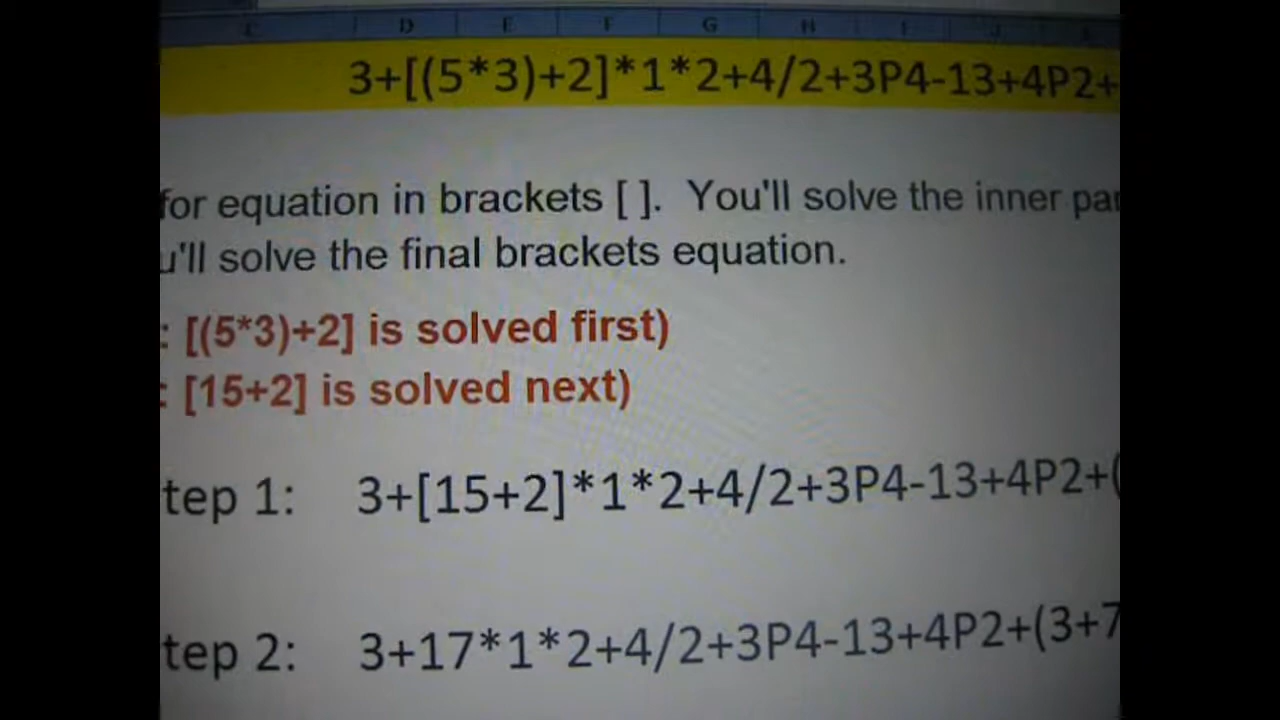 C D E F G H I J
3+[(5*3)+2]*1*2+4/2+3P4-13+4P2+
for equation in brackets [ ]. You'll solve the inner par
u'll solve the final brackets equation.
: [(5*3)+2] is solved first)
: [15+2] is solved next)
tep 1: 3+[15+2]*1*2+4/2+3P4-13+4P2+(
tep 2: 3+17*1*2+4/2+3P4-13+4P2+(3+7